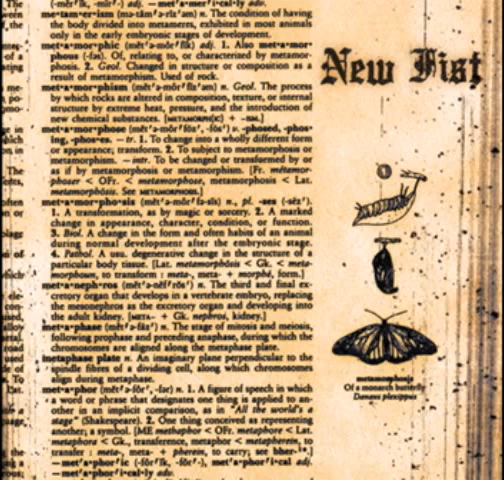 (-mĕt′ĭk, -mĕt′-) adj. —met′a·mer′i·cal·ly adv.
me·tam·er·ism (mə-tăm′ə-rĭz′əm) n. The condition of having
the body divided into metameres, exhibited in most animals
only in the early embryonic stages of development.
met·a·mor·phic (mĕt′ə-môr′fĭk) adj. 1. Also met·a·mor-
phous (-fəs). Of, relating to, or characterized by metamor-
phosis. 2. Geol. Changed in structure or composition as a
result of metamorphism. Used of rock.
met·a·mor·phism (mĕt′ə-môr′fĭz′əm) n. Geol. The process
by which rocks are altered in composition, texture, or internal
structure by extreme heat, pressure, and the introduction of
new chemical substances. [METAMORPH(IC) + -ISM.]
met·a·mor·phose (mĕt′ə-môr′fōz′, -fōs′) v. -phosed, -phos-
ing, -phos·es. —tr. 1. To change into a wholly different form
or appearance; transform. 2. To subject to metamorphosis or
metamorphism. —intr. To be changed or transformed by or
as if by metamorphosis or metamorphism. [Fr. métamor-
phoser < OFr. < metamorphose, metamorphosis < Lat.
metamorphōsis. See METAMORPHOSIS.]
met·a·mor·pho·sis (mĕt′ə-môr′fə-sĭs) n., pl. -ses (-sēz′).
1. A transformation, as by magic or sorcery. 2. A marked
change in appearance, character, condition, or function.
3. Biol. A change in the form and often habits of an animal
during normal development after the embryonic stage.
4. Pathol. A usu. degenerative change in the structure of a
particular body tissue. [Lat. metamorphōsis < Gk. < meta-
morphoun, to transform : meta-, meta- + morphē, form.]
met·a·neph·ros (mĕt′ə-nĕf′rŏs′) n. The third and final ex-
cretory organ that develops in a vertebrate embryo, replacing
the mesonephros as the excretory organ and developing into
the adult kidney. [META- + Gk. nephros, kidney.]
met·a·phase (mĕt′ə-fāz′) n. The stage of mitosis and meiosis,
following prophase and preceding anaphase, during which the
chromosomes are aligned along the metaphase plate.
metaphase plate n. An imaginary plane perpendicular to the
spindle fibres of a dividing cell, along which chromosomes
align during metaphase.
met·a·phor (mĕt′ə-fôr′, -fər) n. 1. A figure of speech in which
a word or phrase that designates one thing is applied to an-
other in an implicit comparison, as in "All the world's a
stage" (Shakespeare). 2. One thing conceived as representing
another; a symbol. [ME methaphor < OFr. metaphore < Lat.
metaphora < Gk., transference, metaphor < metapherein, to
transfer : meta-, meta- + pherein, to carry; see bher-¹*.]
—met′a·phor′ic (-fôr′ĭk, -fŏr′-), met′a·phor′i·cal adj.
—met′a·phor′i·cal·ly adv.
New Fist
metamorphosis
Of a monarch butterfly
Danaus plexippus